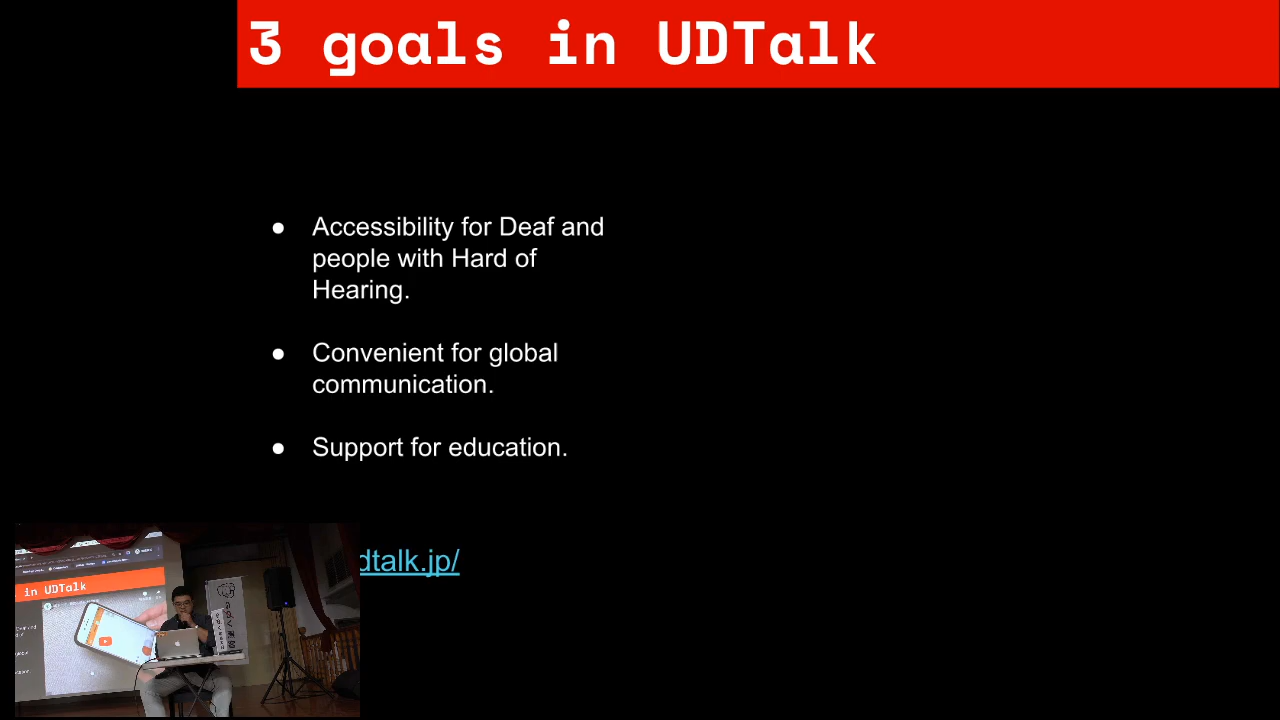 3 goals in UDTalk
● Accessibility for Deaf and
people with Hard of
Hearing.
● Convenient for global
communication.
● Support for education.
dtalk.jp/
in UDTalk